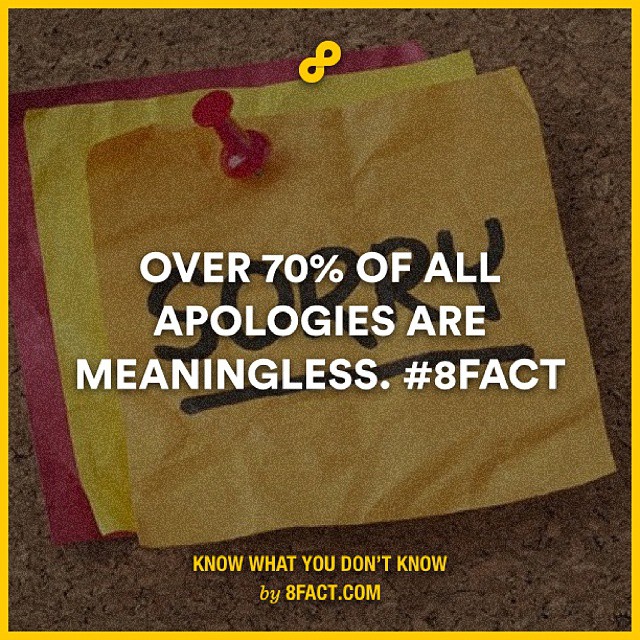 SORRY
OVER 70% OF ALL
APOLOGIES ARE
MEANINGLESS. #8FACT
KNOW WHAT YOU DON'T KNOW
by 8FACT.COM